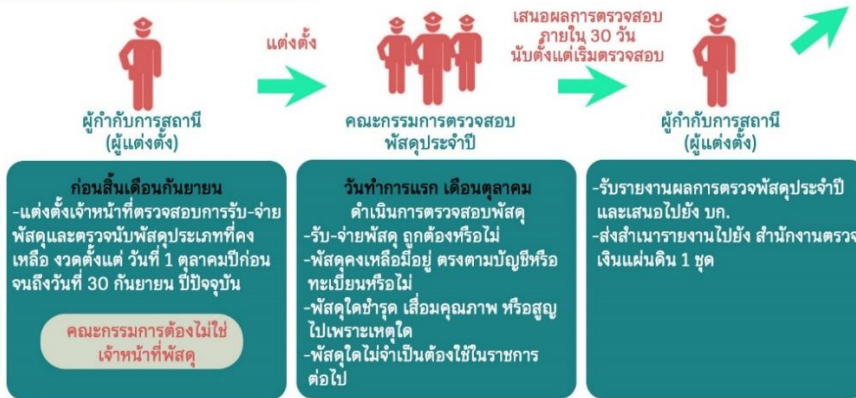 แต่งตั้ง
เสนอผลการตรวจสอบ
ภายใน 30 วัน
นับตั้งแต่เริ่มตรวจสอบ
ผู้กำกับการสถานี
(ผู้แต่งตั้ง)
คณะกรรมการตรวจสอบ
พัสดุประจำปี
ผู้กำกับการสถานี
(ผู้แต่งตั้ง)
ก่อนสิ้นเดือนกันยายน
-แต่งตั้งเจ้าหน้าที่ตรวจสอบการรับ-จ่าย
พัสดุและตรวจนับพัสดุประเภทที่คง
เหลือ งวดตั้งแต่ วันที่ 1 ตุลาคมปีก่อน
จนถึงวันที่ 30 กันยายน ปีปัจจุบัน
คณะกรรมการต้องไม่ใช่
เจ้าหน้าที่พัสดุ
วันทำการแรก เดือนตุลาคม
ดำเนินการตรวจสอบพัสดุ
-รับ-จ่ายพัสดุ ถูกต้องหรือไม่
-พัสดุคงเหลือมีอยู่ ตรงตามบัญชีหรือ
ทะเบียนหรือไม่
-พัสดุใดชำรุด เสื่อมคุณภาพ หรือสูญ
ไปเพราะเหตุใด
-พัสดุใดไม่จำเป็นต้องใช้ในราชการ
ต่อไป
-รับรายงานผลการตรวจพัสดุประจำปี
และเสนอไปยัง บก.
-ส่งสำเนารายงานไปยัง สำนักงานตรวจ
เงินแผ่นดิน 1 ชุด